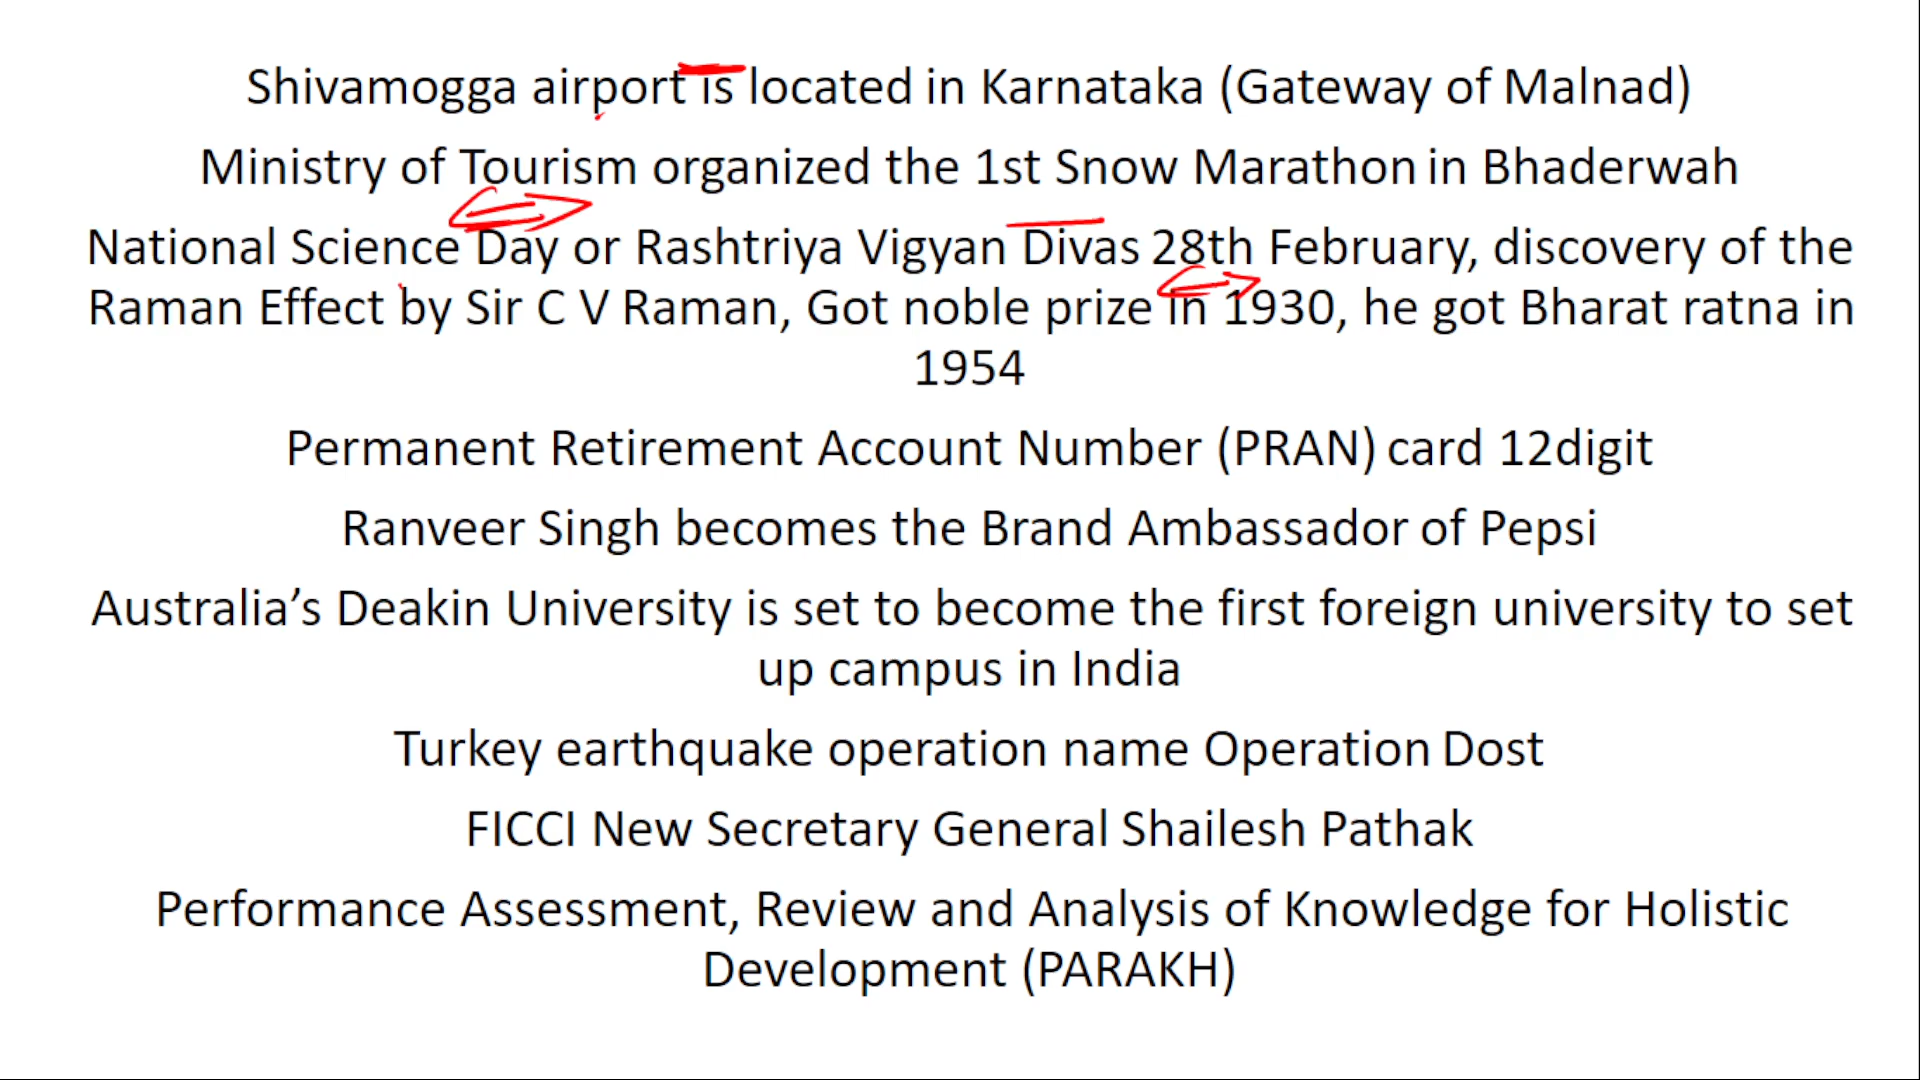 Shivamogga airport is located in Karnataka (Gateway of Malnad)
Ministry of Tourism organized the 1st Snow Marathon in Bhaderwah
National Science Day or Rashtriya Vigyan Divas 28th February, discovery of the
Raman Effect by Sir C V Raman, Got noble prize in 1930, he got Bharat ratna in
1954
Permanent Retirement Account Number (PRAN) card 12digit
Ranveer Singh becomes the Brand Ambassador of Pepsi
Australia’s Deakin University is set to become the first foreign university to set
up campus in India
Turkey earthquake operation name Operation Dost
FICCI New Secretary General Shailesh Pathak
Performance Assessment, Review and Analysis of Knowledge for Holistic
Development (PARAKH)